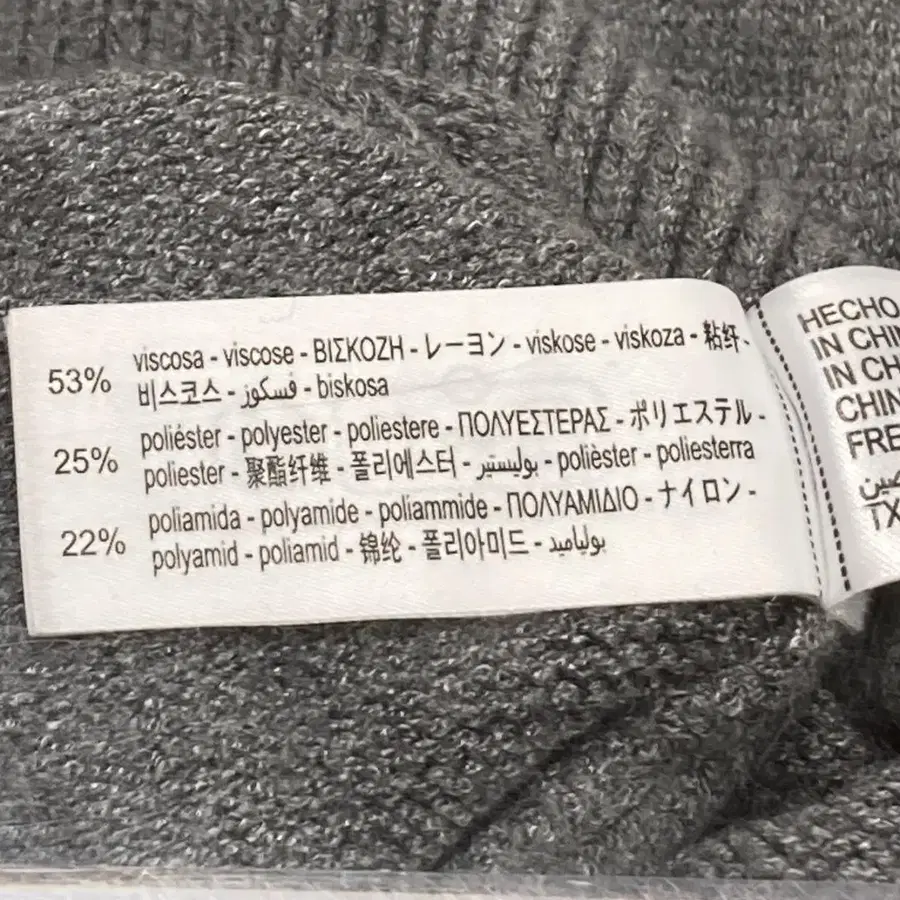 53% viscosa - viscose - ΒΙΣΚΟΖΗ - レーヨン - viskose - viskoza - 粘纤 -
비스코스 - فسكوز - biskosa
25% poliéster - polyester - poliestere - ΠΟΛΥΕΣΤΕΡΑΣ - ポリエステル -
poliester - 聚酯纤维 - 폴리에스터 - بوليستير - polièster - poliesterra
22% poliamida - polyamide - poliammide - ΠΟΛΥΑΜΙΔΙΟ - ナイロン -
polyamid - poliamid - 锦纶 - 폴리아미드 - بولياميد
HECHO
IN CHIN
IN CH
CHIN
FRE
TX